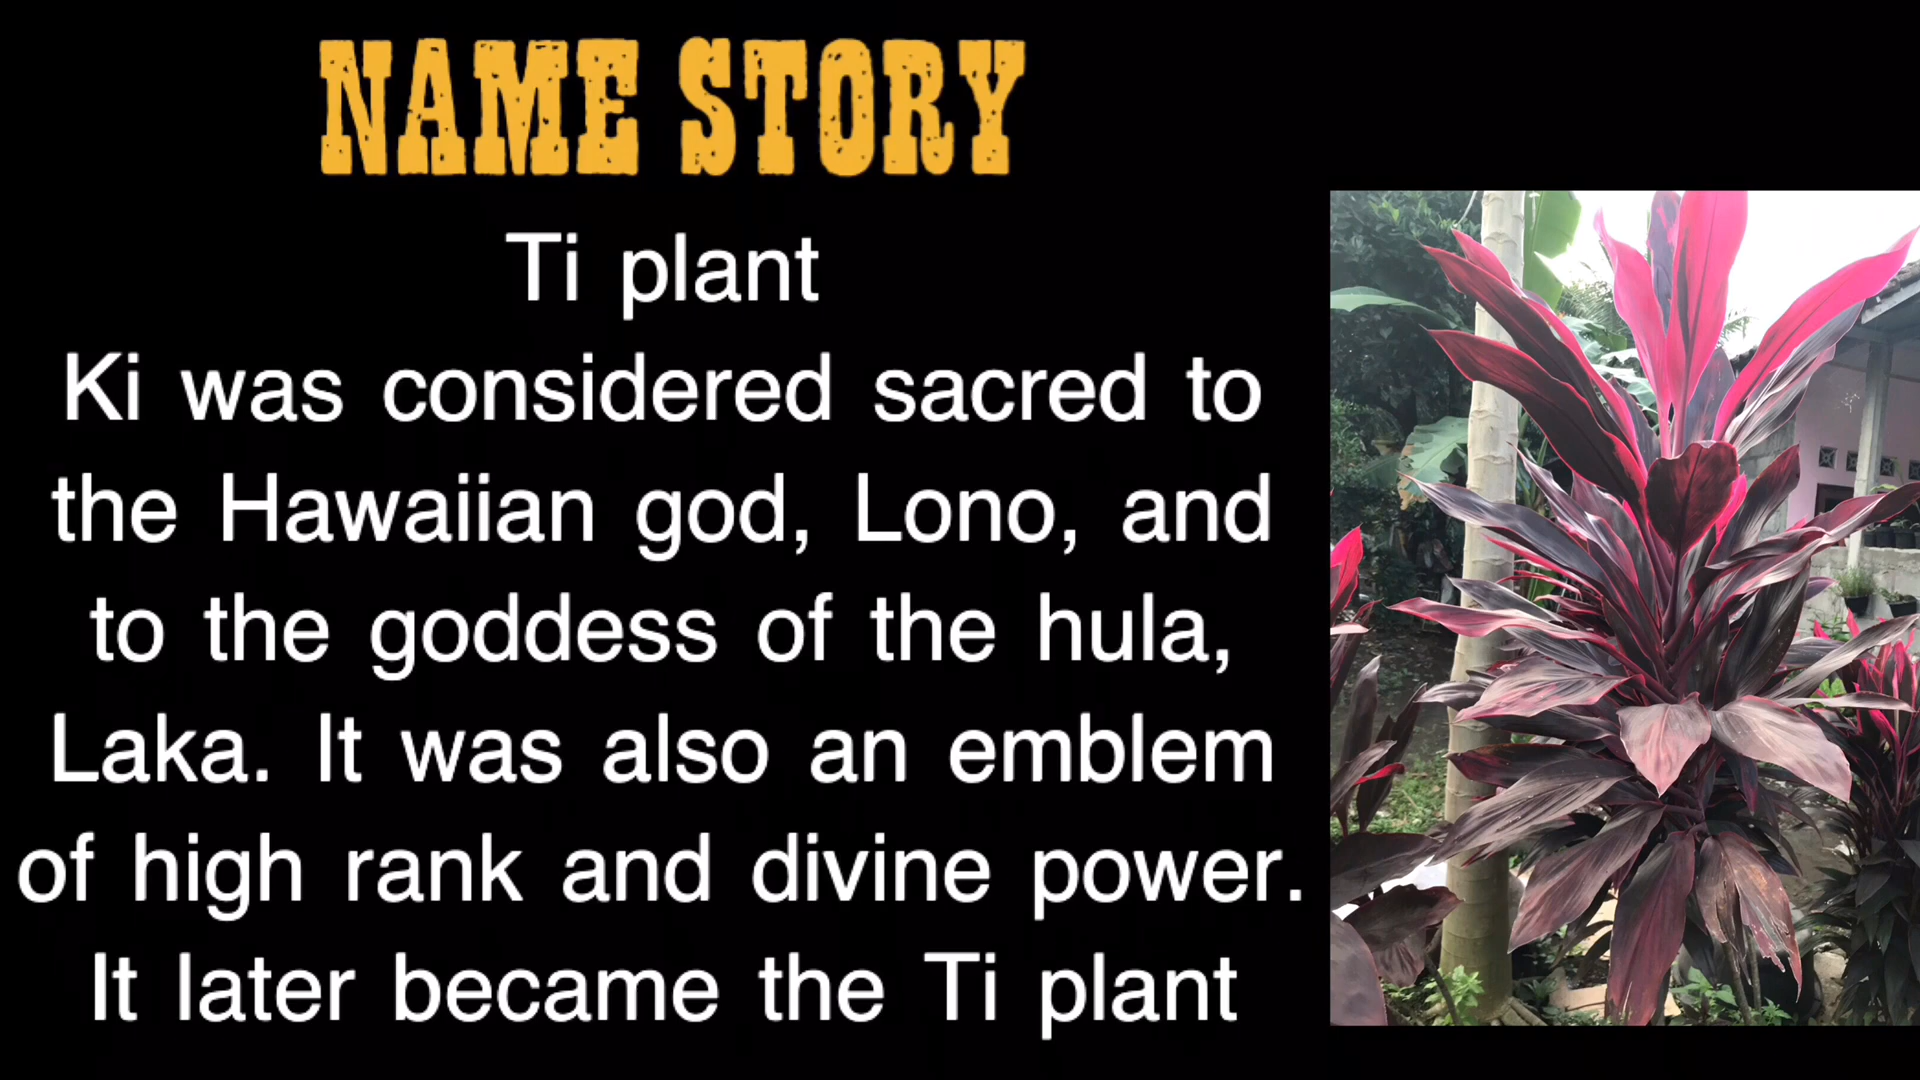 NAME STORY
Ti plant
Ki was considered sacred to
the Hawaiian god, Lono, and
to the goddess of the hula,
Laka. It was also an emblem
of high rank and divine power.
It later became the Ti plant